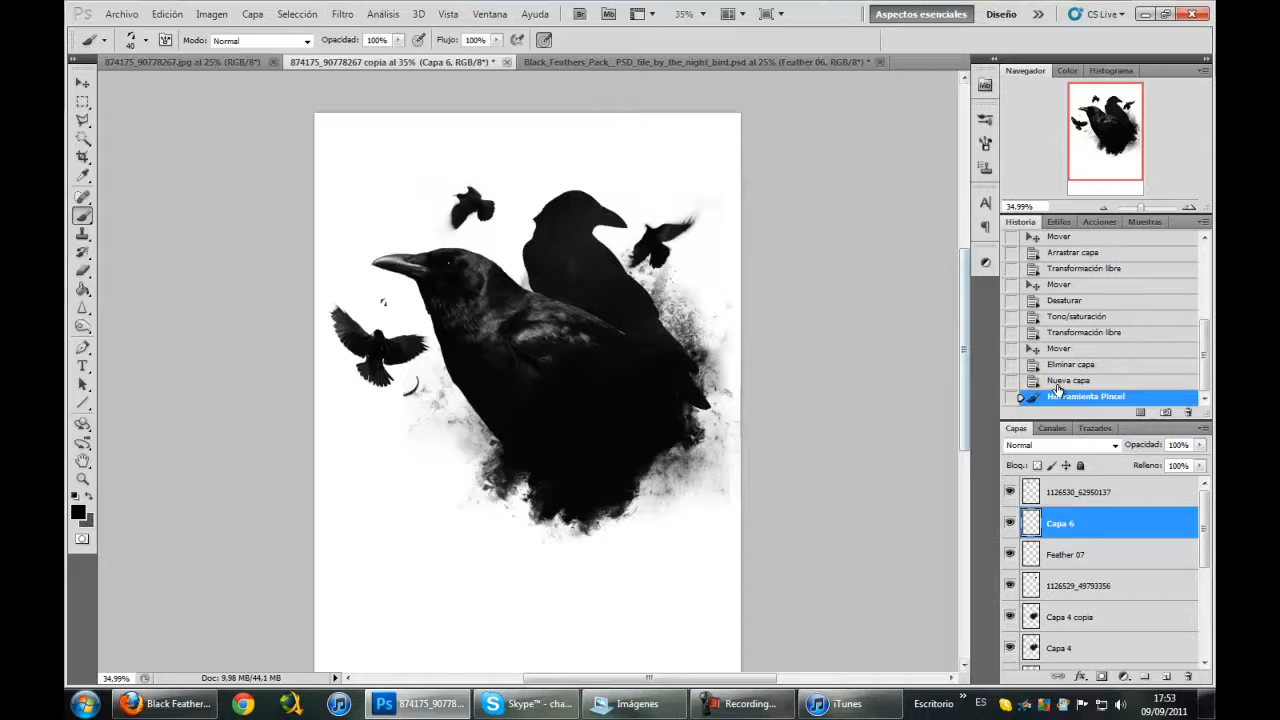 Ps Archivo Edición Imagen Capa Selección Filtro Análisis 3D Vista Ventana Ayuda Br Mb 35% Aspectos esenciales Diseño CS Live
40 Modo: Normal Opacidad: 100% Flujo: 100%
874175_90778267.jpg al 25% (RGB/8*) 874175_90778267 copia al 35% (Capa 6, RGB/8*) * Black_Feathers_Pack__PSD_file_by_the_night_bird.psd al 25% (Feather 06, RGB/8*) *
Navegador Color Histograma
Mb
34.99%
Historia Estilos Acciones Muestras
Mover
Arrastrar capa
Transformación libre
Mover
Desaturar
Tono/saturación
Transformación libre
Mover
Eliminar capa
Nueva capa
Herramienta Pincel
Capas Canales Trazados
Normal Opacidad: 100%
Bloq.: Relleno: 100%
1126530_62950137
Capa 6
Feather 07
1126529_49793356
Capa 4 copia
Capa 4
34,99% Doc: 9,98 MB/44,1 MB
Black Feather... Ps 874175_90778... Skype™ - cha... Imágenes Recording... iTunes Escritorio ES 17:53
09/09/2011